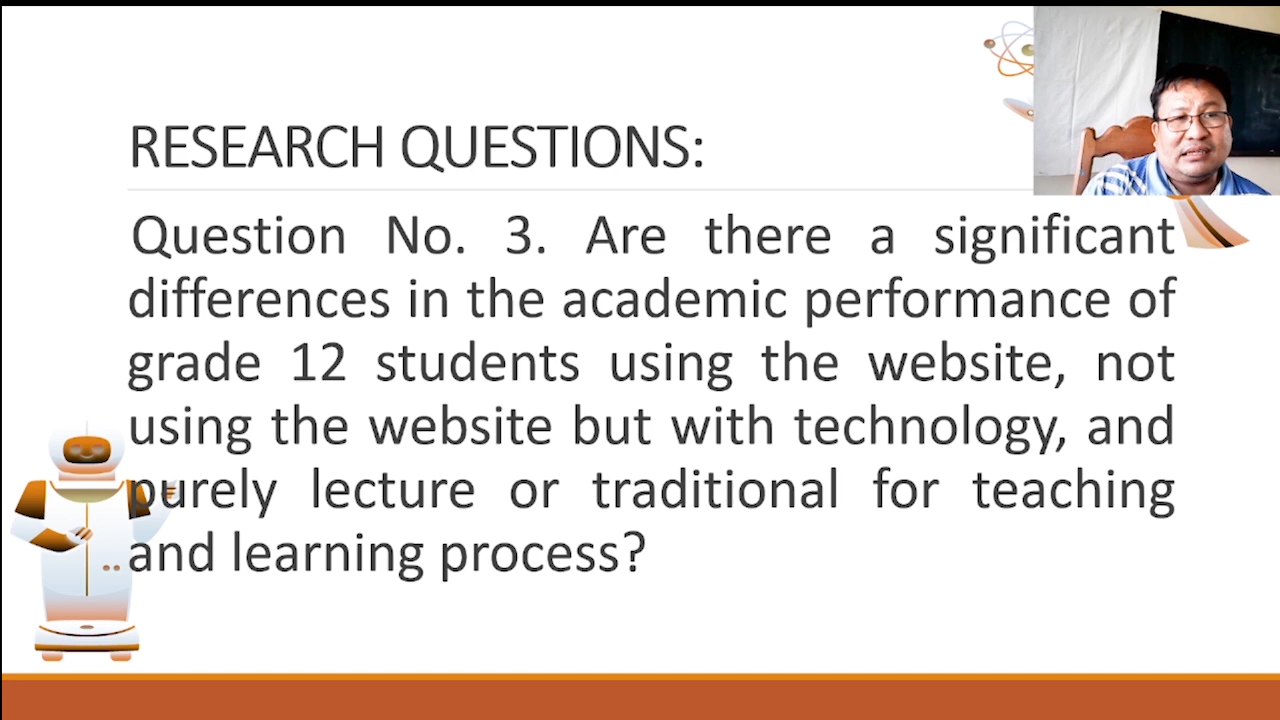 RESEARCH QUESTIONS:
Question No. 3. Are there a significant
differences in the academic performance of
grade 12 students using the website, not
using the website but with technology, and
purely lecture or traditional for teaching
and learning process?